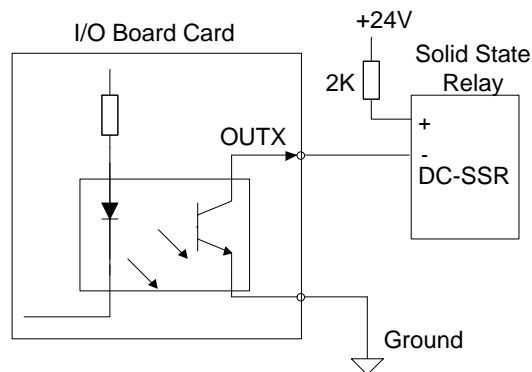 I/O Board Card
+24V
Solid State
Relay
2K
+
OUTX
-
DC-SSR
Ground